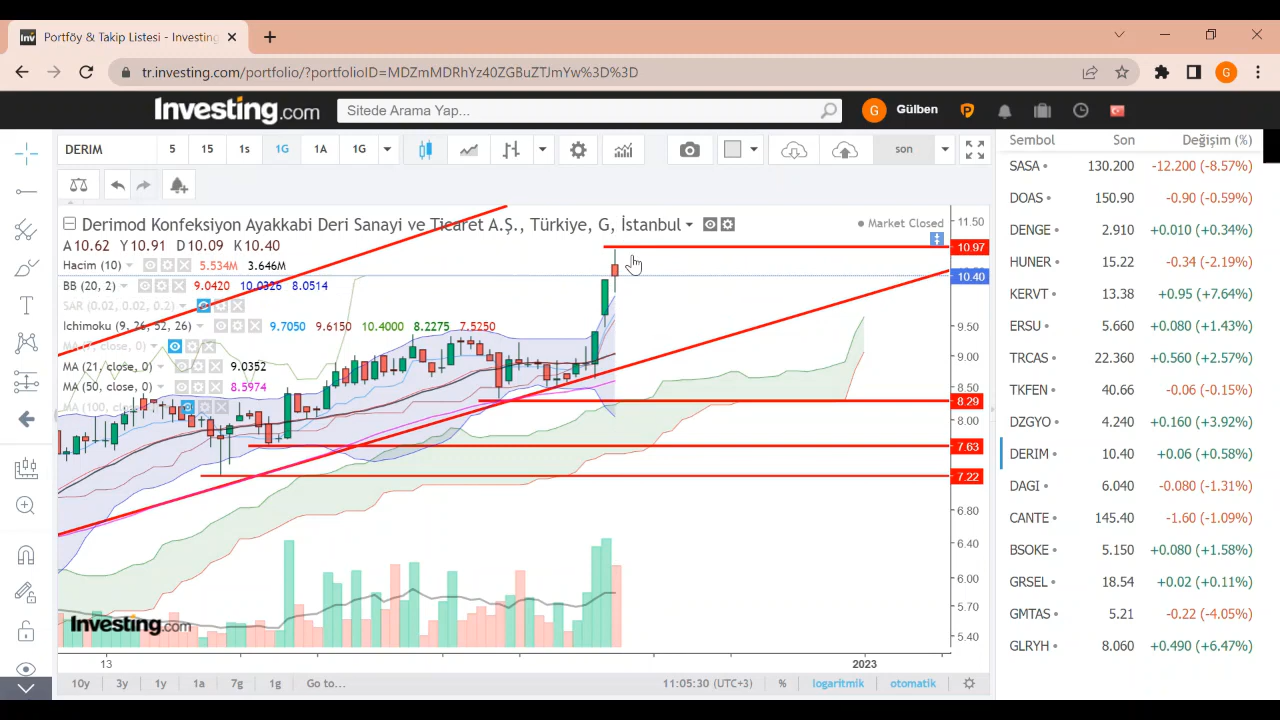 Portföy & Takip Listesi - Investing
tr.investing.com/portfolio/?portfolioID=MDZmMDRhYz40ZGBuZTJmYw%3D%3D
G
Investing.com
Sitede Arama Yap...
G Gülben
DERIM 5 15 1s 1G 1A 1G son
Derimod Konfeksiyon Ayakkabi Deri Sanayi ve Ticaret A.Ş., Türkiye, G, İstanbul
Market Closed
A 10.62 Y 10.91 D 10.09 K 10.40
Hacim (10) 5.534M 3.646M
BB (20, 2) 9.0420 10.0326 8.0514
SAR (0.02, 0.02, 0.2)
Ichimoku (9, 26, 52, 26) 9.7050 9.6150 10.4000 8.2275 7.5250
MA (7, close, 0)
MA (21, close, 0) 9.0352
MA (50, close, 0) 8.5974
MA (100, close, 0)
11.50
10.97
10.40
9.50
9.00
8.50
8.29
8.00
7.63
7.22
6.80
6.40
6.00
5.70
5.40
Investing.com
13 2023
10y 3y 1y 1a 7g 1g Go to... 11:05:30 (UTC+3) % logaritmik otomatik
Sembol Son Değişim (%)
SASA 130.200 -12.200 (-8.57%)
DOAS 150.90 -0.90 (-0.59%)
DENGE 2.910 +0.010 (+0.34%)
HUNER 15.22 -0.34 (-2.19%)
KERVT 13.38 +0.95 (+7.64%)
ERSU 5.660 +0.080 (+1.43%)
TRCAS 22.360 +0.560 (+2.57%)
TKFEN 40.66 -0.06 (-0.15%)
DZGYO 4.240 +0.160 (+3.92%)
DERIM 10.40 +0.06 (+0.58%)
DAGI 6.040 -0.080 (-1.31%)
CANTE 145.40 -1.60 (-1.09%)
BSOKE 5.150 +0.080 (+1.58%)
GRSEL 18.54 +0.02 (+0.11%)
GMTAS 5.21 -0.22 (-4.05%)
GLRYH 8.060 +0.490 (+6.47%)